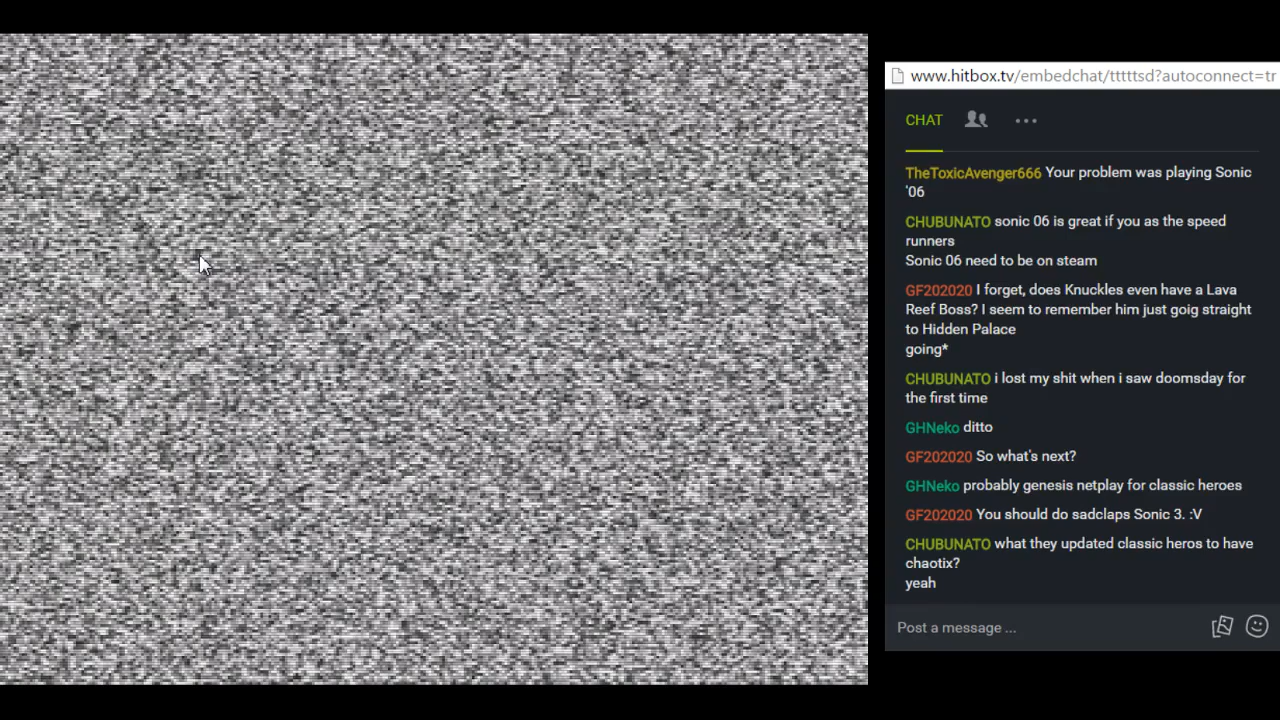 www.hitbox.tv/embedchat/tttttsd?autoconnect=tr
CHAT
TheToxicAvenger666 Your problem was playing Sonic
'06
CHUBUNATO sonic 06 is great if you as the speed
runners
Sonic 06 need to be on steam
GF202020 I forget, does Knuckles even have a Lava
Reef Boss? I seem to remember him just goig straight
to Hidden Palace
going*
CHUBUNATO i lost my shit when i saw doomsday for
the first time
GHNeko ditto
GF202020 So what's next?
GHNeko probably genesis netplay for classic heroes
GF202020 You should do sadclaps Sonic 3. :V
CHUBUNATO what they updated classic heros to have
chaotix?
yeah
Post a message ...